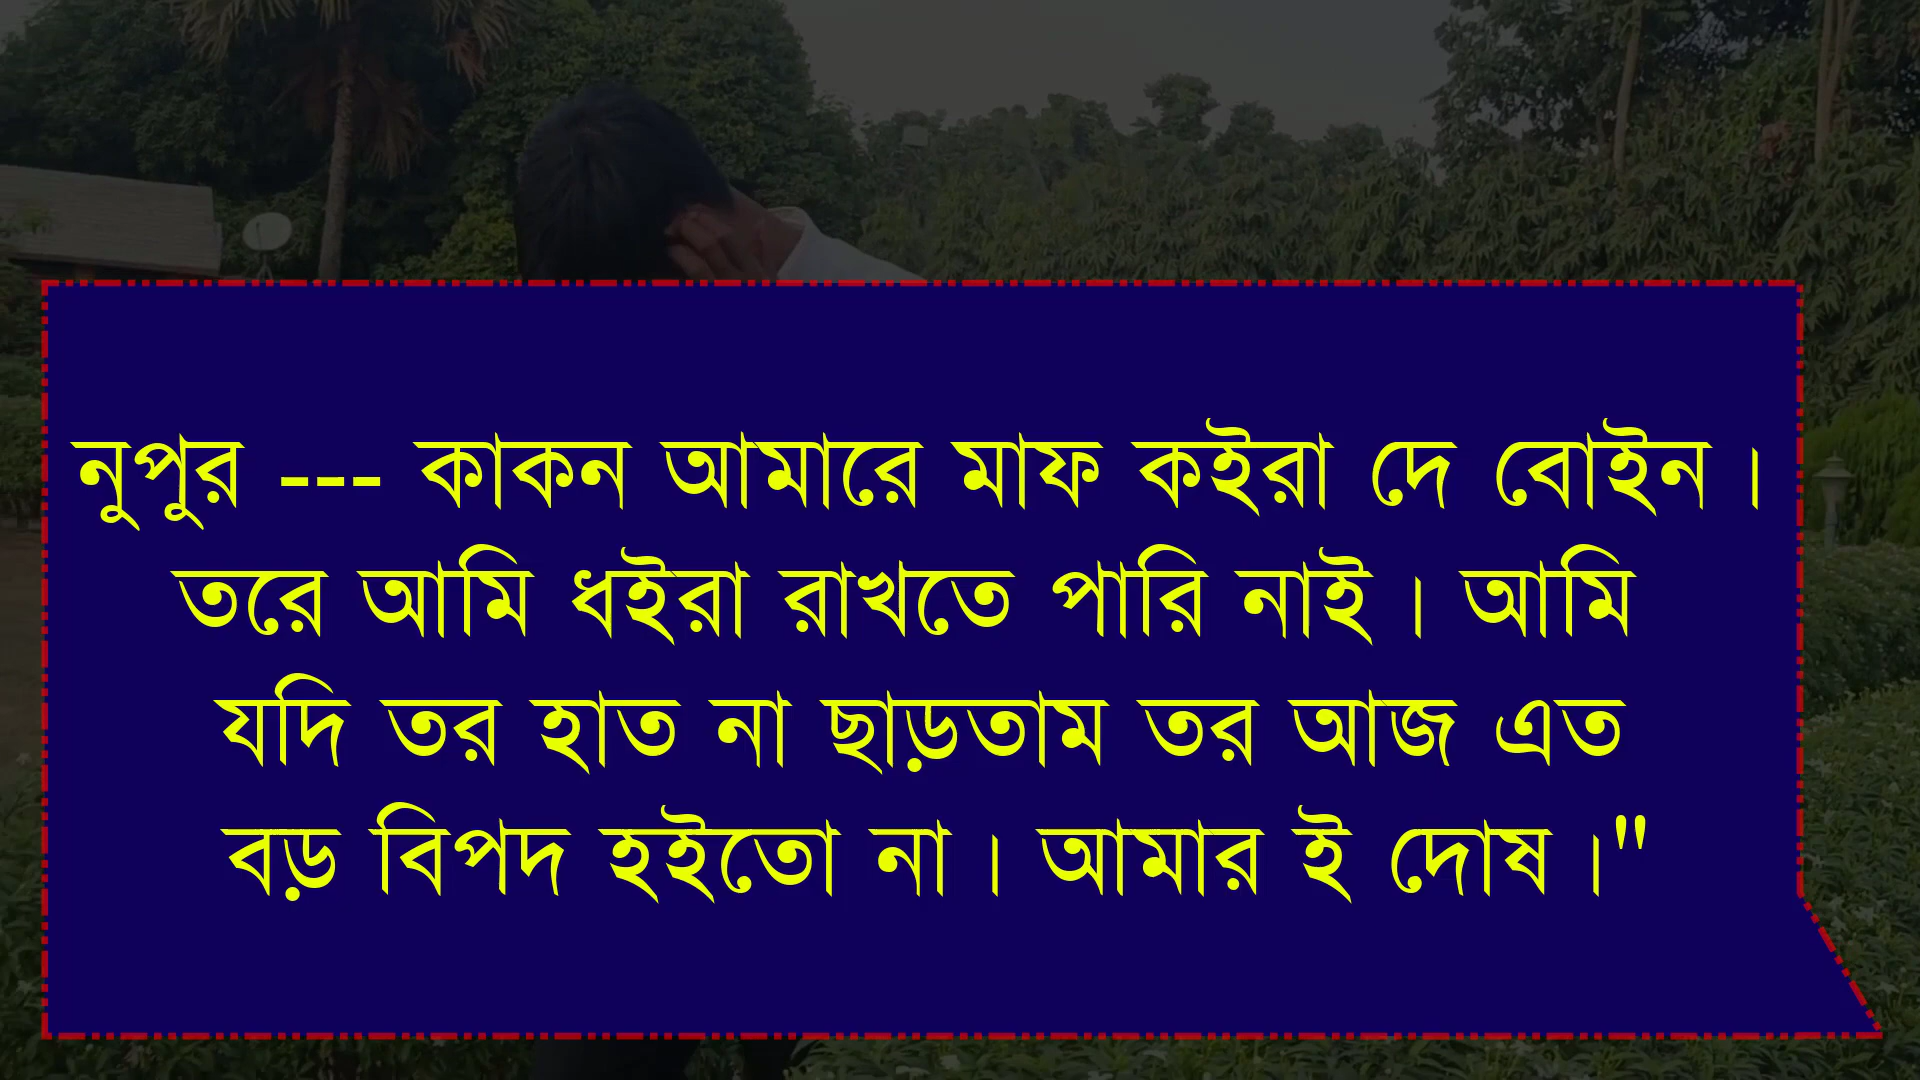 নুপুর --- কাকন আমারে মাফ কইরা দে বোইন।
তরে আমি ধইরা রাখতে পারি নাই। আমি
যদি তর হাত না ছাড়তাম তর আজ এত
বড় বিপদ হইতো না। আমার ই দোষ।"